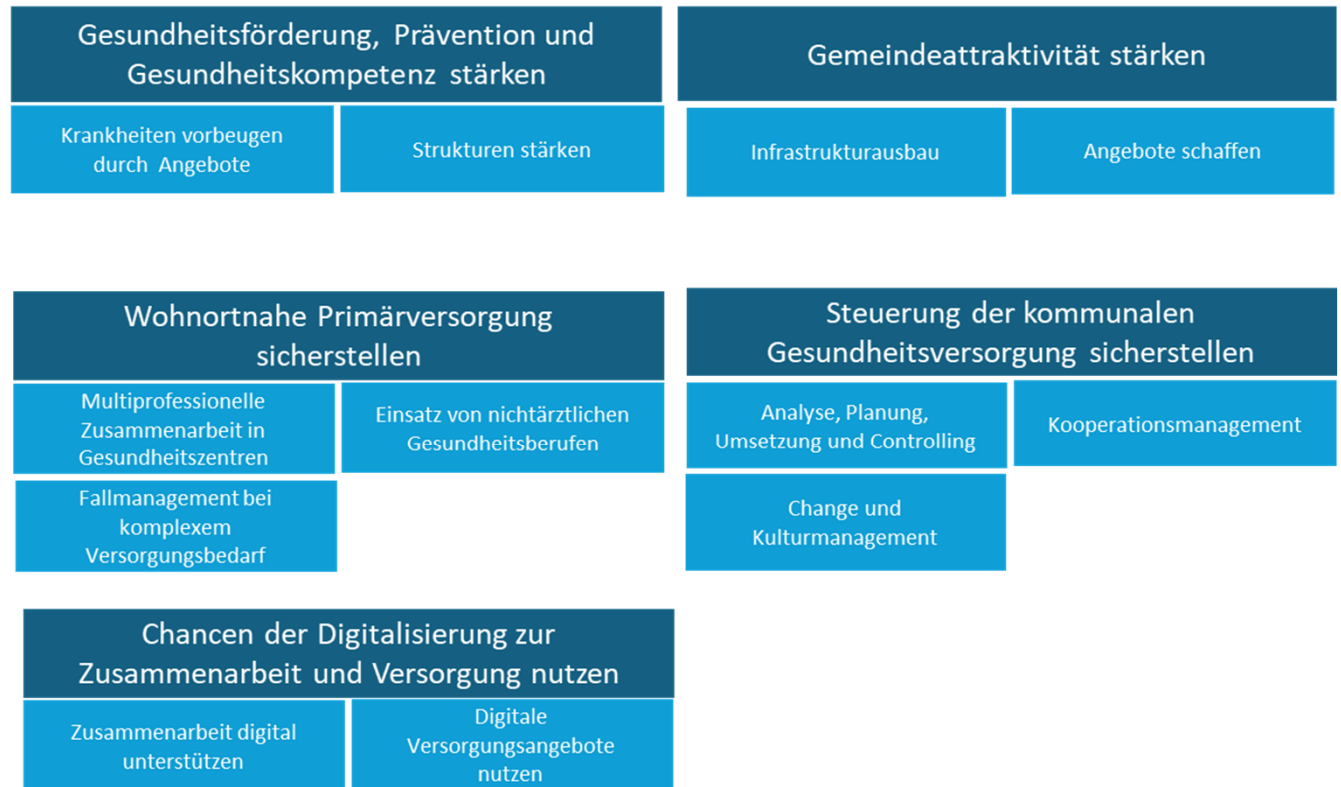 Gesundheitsförderung, Prävention und
Gesundheitskompetenz stärken
Krankheiten vorbeugen
durch Angebote
Strukturen stärken
Gemeindeattraktivität stärken
Infrastrukturausbau
Angebote schaffen
Wohnortnahe Primärversorgung
sicherstellen
Multiprofessionelle
Zusammenarbeit in
Gesundheitszentren
Einsatz von nichtärztlichen
Gesundheitsberufen
Fallmanagement bei
komplexem
Versorgungsbedarf
Steuerung der kommunalen
Gesundheitsversorgung sicherstellen
Analyse, Planung,
Umsetzung und Controlling
Kooperationsmanagement
Change und
Kulturmanagement
Chancen der Digitalisierung zur
Zusammenarbeit und Versorgung nutzen
Zusammenarbeit digital
unterstützen
Digitale
Versorgungsangebote
nutzen